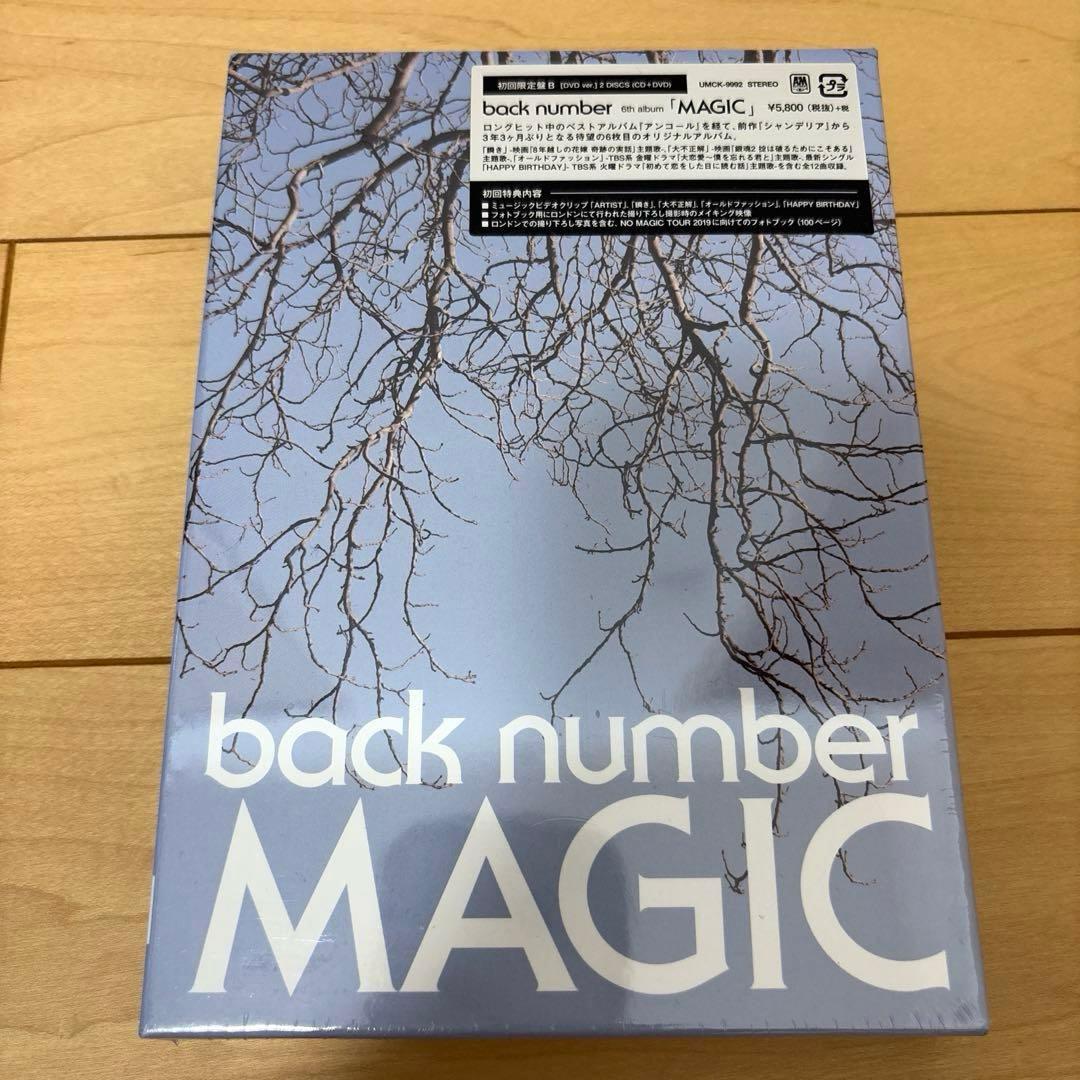 初回限定盤 B [DVD ver.] 2 DISCS (CD+DVD) UMCK-9992 STEREO A&M プラ
back number 6th album「MAGIC」 ¥5,800 (税抜)+税
ロングヒット中のベストアルバム『アンコール』を経て、前作『シャンデリア』から
3年3ヶ月ぶりとなる待望の6枚目のオリジナルアルバム。
「瞬き」-映画『8年越しの花嫁 奇跡の実話』主題歌-、「大不正解」-映画『銀魂2 掟は破るためにこそある』
主題歌-、「オールドファッション」-TBS系 金曜ドラマ『大恋愛〜僕を忘れる君と』主題歌-、最新シングル
「HAPPY BIRTHDAY」-TBS系 火曜ドラマ『初めて恋をした日に読む話』主題歌-を含む全12曲収録。
初回特典内容
■ ミュージックビデオクリップ「ARTIST」、「瞬き」、「大不正解」、「オールドファッション」、「HAPPY BIRTHDAY」
■ フォトブック用にロンドンにて行われた撮り下ろし撮影時のメイキング映像
■ ロンドンでの撮り下ろし写真を含む、NO MAGIC TOUR 2019に向けてのフォトブック (100ページ)
back number
MAGIC